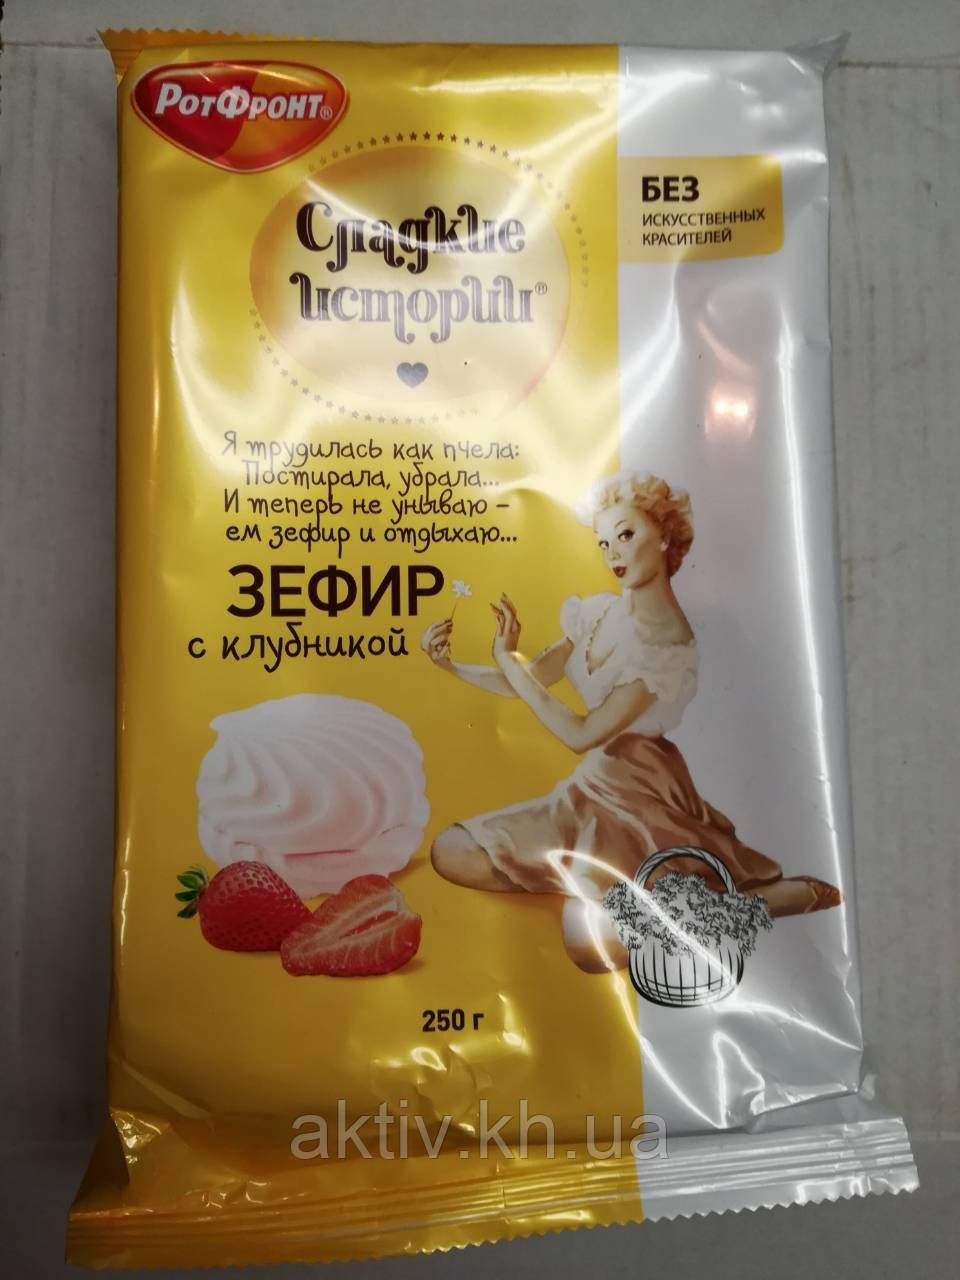 РотФронт®
Сладкие
истории®
БЕЗ
ИСКУССТВЕННЫХ
КРАСИТЕЛЕЙ
Я трудилась как пчела:
Постирала, убрала...
И теперь не унываю -
ем зефир и отдыхаю...
ЗЕФИР
с клубникой
250 г
aktiv.kh.ua